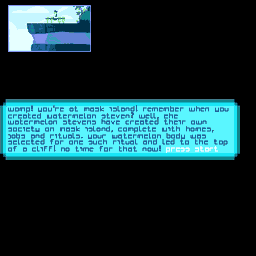 womp! you're at mask island! remember when you
created watermelon steven? well, the
watermelon stevens have created their own
society on mask island, complete with homes,
jobs and rituals. your watermelon body was
selected for one such ritual and led to the top
of a cliff! no time for that now! press start